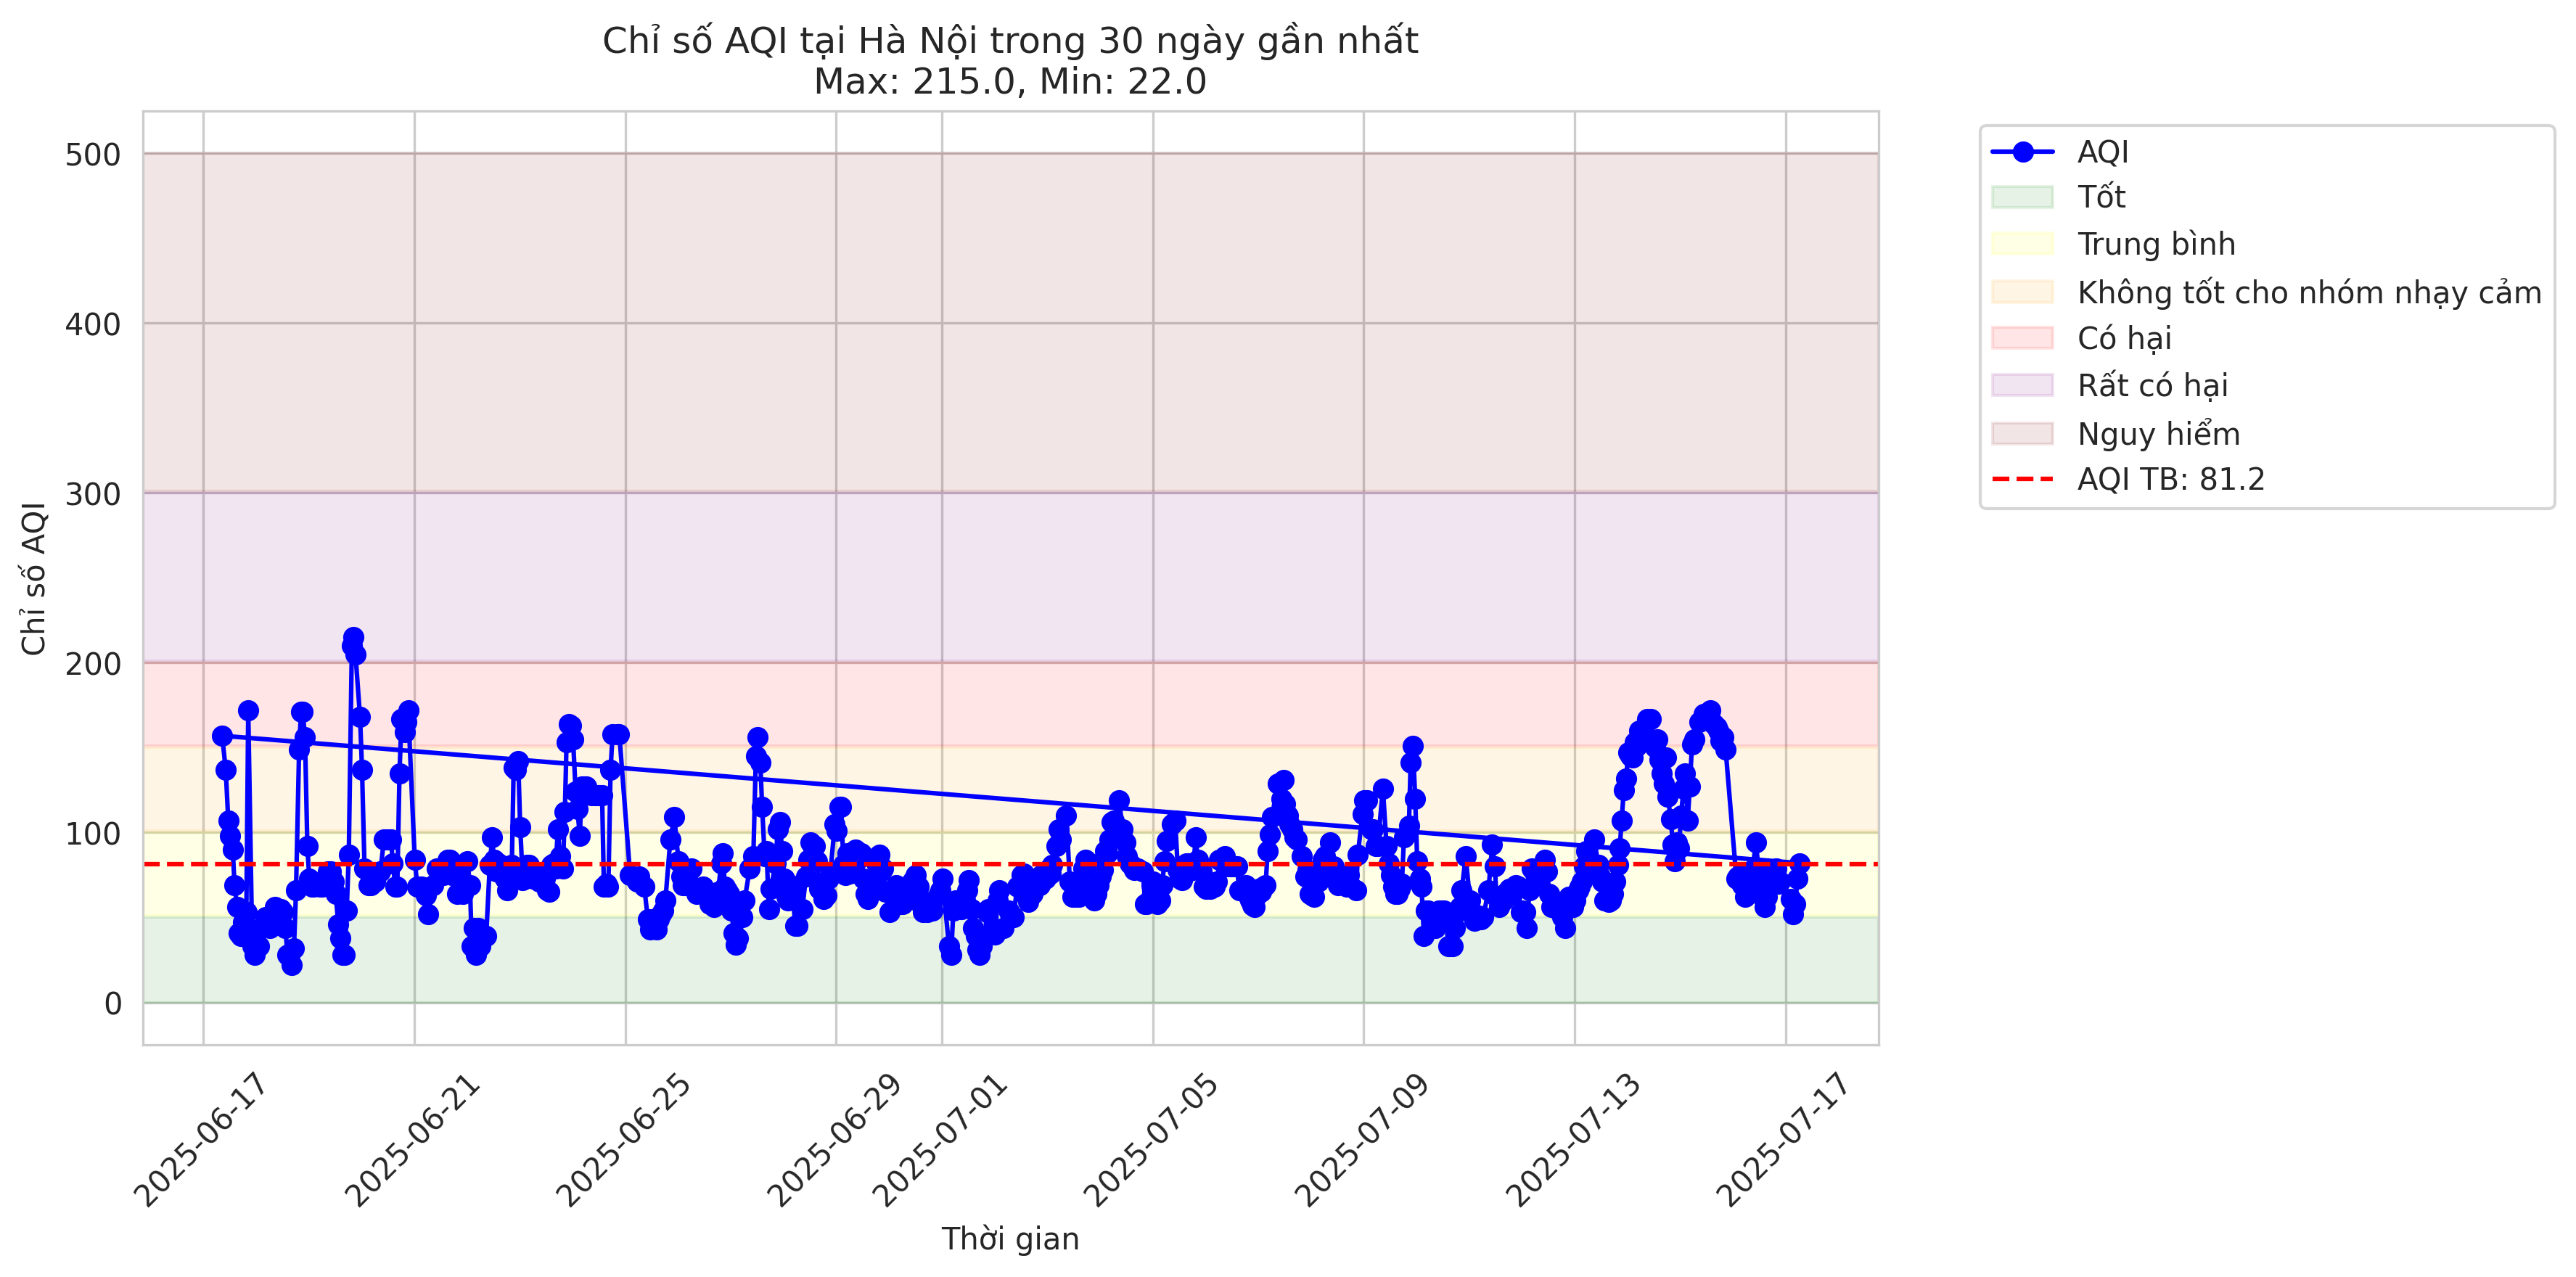 Chỉ số AQI tại Hà Nội trong 30 ngày gần nhất
Max: 215.0, Min: 22.0
Chỉ số AQI
500
400
300
200
100
0
2025-06-17
2025-06-21
2025-06-25
2025-06-29
2025-07-01
2025-07-05
2025-07-09
2025-07-13
2025-07-17
Thời gian
AQI
Tốt
Trung bình
Không tốt cho nhóm nhạy cảm
Có hại
Rất có hại
Nguy hiểm
AQI TB: 81.2